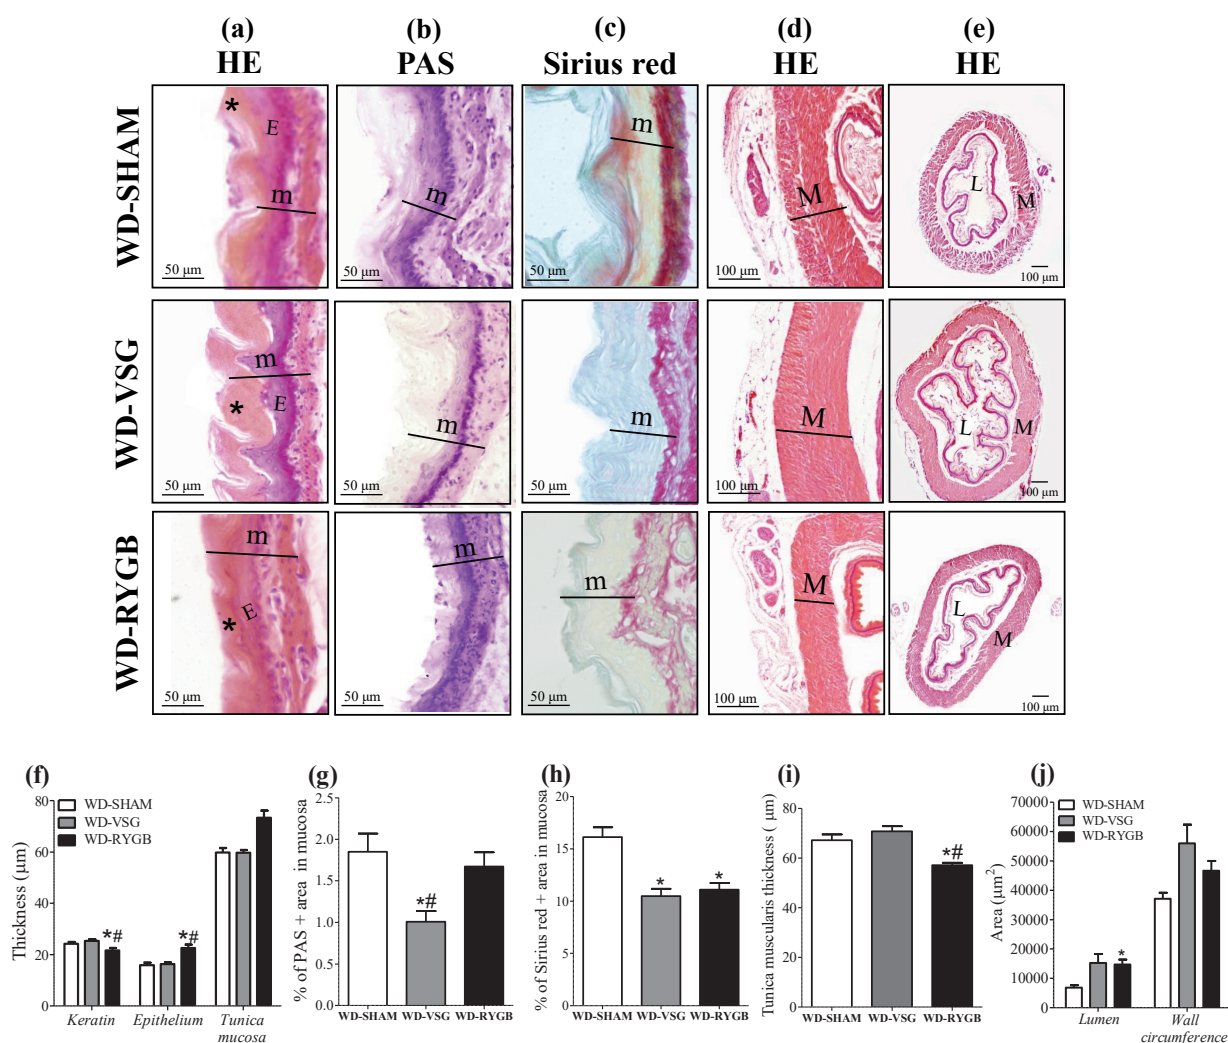 (a) (b) (c) (d) (e)
HE PAS Sirius red HE HE
WD-SHAM
* E m 50 μm
m 50 μm
m 50 μm
M 100 μm
L M 100 μm
WD-VSG
m * E 50 μm
m 50 μm
m 50 μm
M 100 μm
L M 100 μm
WD-RYGB
m E * 50 μm
m 50 μm
m 50 μm
M 100 μm
L M 100 μm
(f)
Thickness (μm)
80
60
40
20
0
WD-SHAM
WD-VSG
WD-RYGB
*# *#
Keratin Epithelium Tunica
mucosa
(g)
% of PAS + area in mucosa
2.5
2.0
1.5
1.0
0.5
0.0
*#
WD-SHAM WD-VSG WD-RYGB
(h)
% of Sirius red + area in mucosa
20
15
10
5
0
* *
WD-SHAM WD-VSG WD-RYGB
(i)
Tunica muscularis thickness ( μm)
80
60
40
20
0
*#
WD-SHAM WD-VSG WD-RYGB
(j)
Area (μm²)
70000
60000
50000
40000
30000
20000
10000
0
WD-SHAM
WD-VSG
WD-RYGB
*
Lumen Wall
circumference